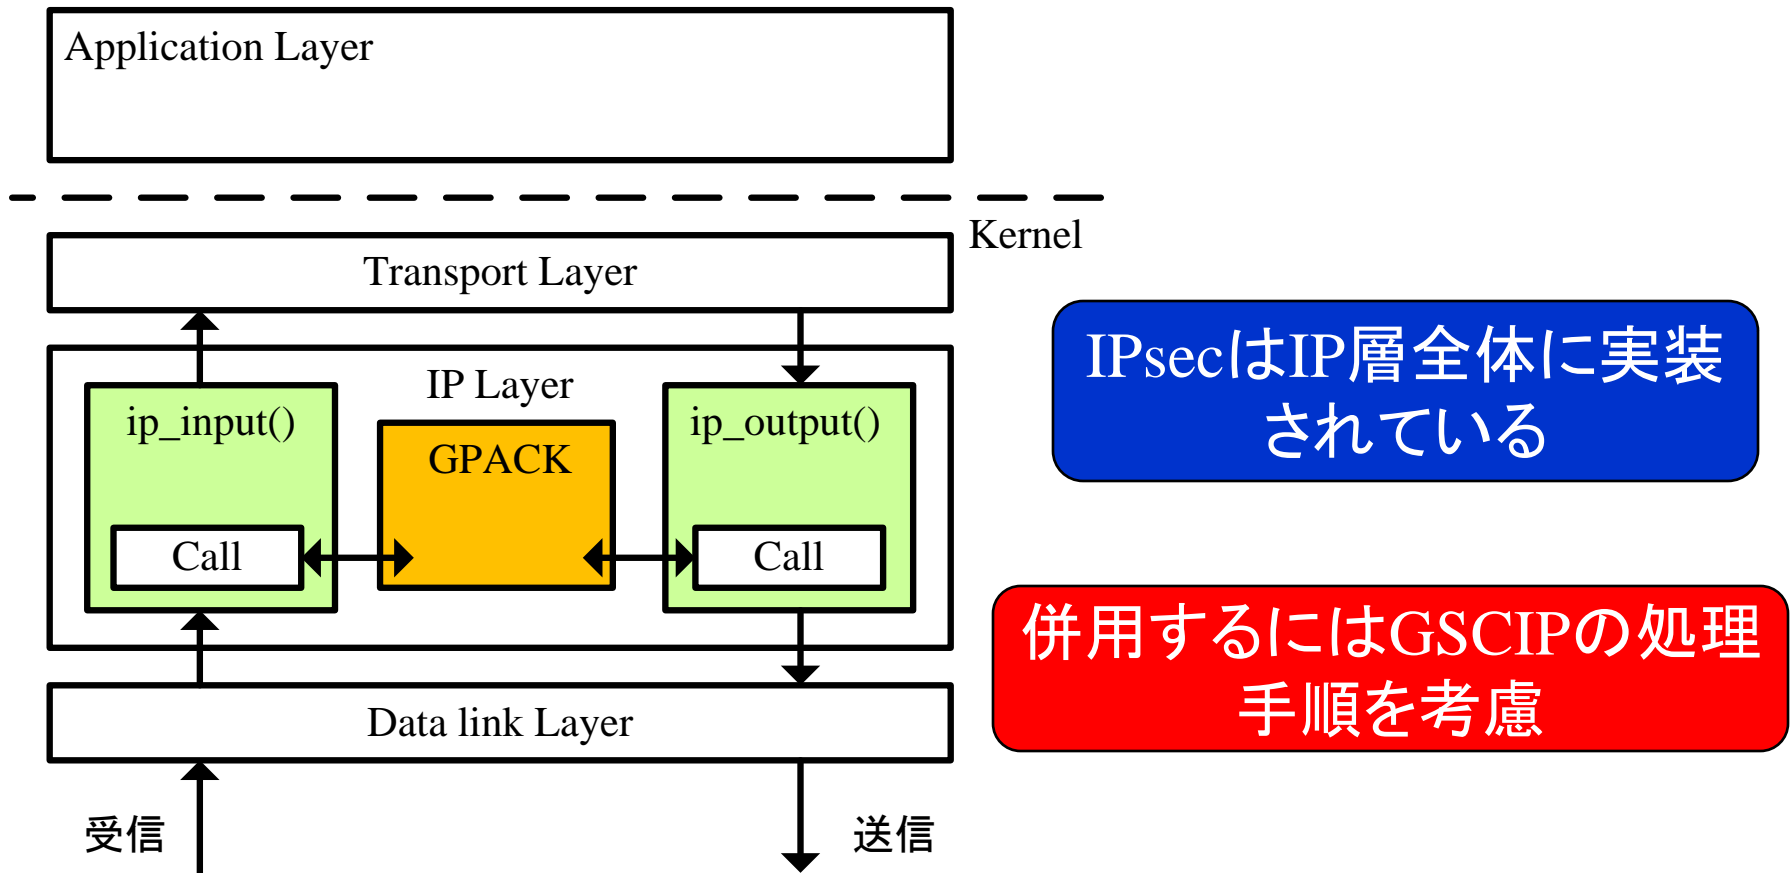 Application Layer
Kernel
Transport Layer
IP Layer
ip_input()
GPACK
ip_output()
Call
Call
Data link Layer
受信
送信
IPsecはIP層全体に実装
されている
併用するにはGSCIPの処理
手順を考慮